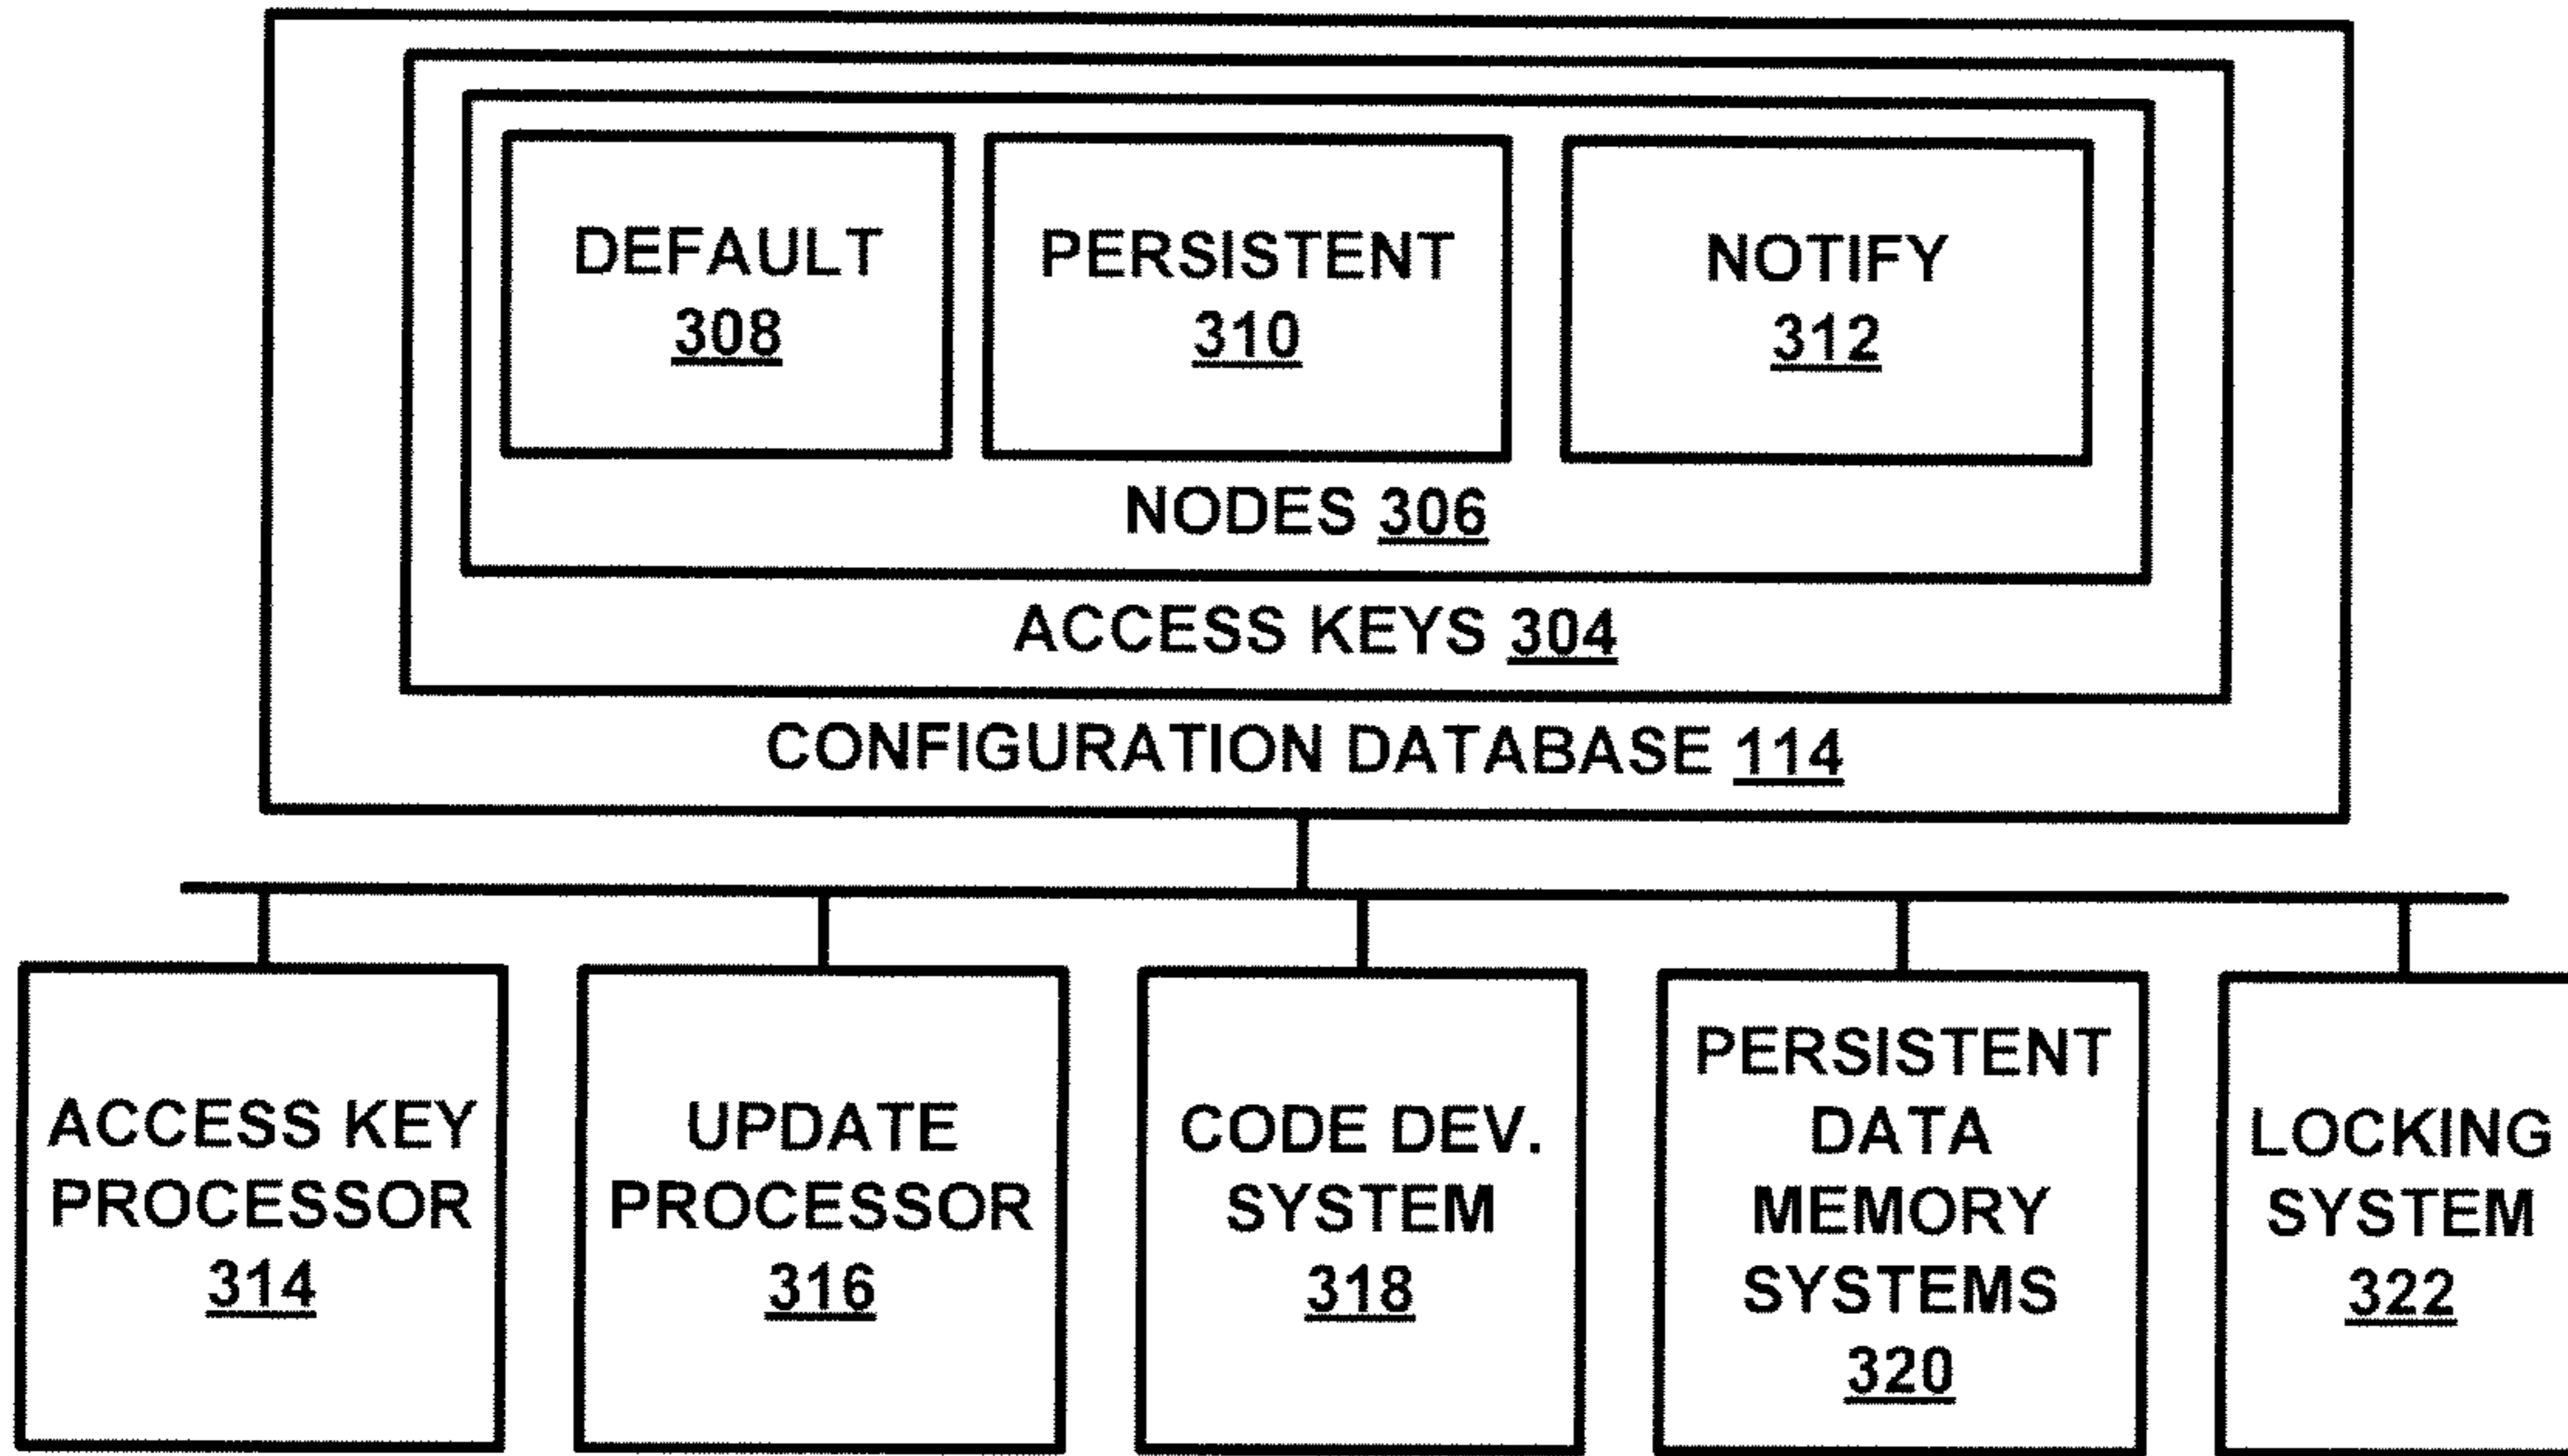 DEFAULT
308
PERSISTENT
310
NOTIFY
312
NODES 306
ACCESS KEYS 304
CONFIGURATION DATABASE 114
ACCESS KEY
PROCESSOR
314
UPDATE
PROCESSOR
316
CODE DEV.
SYSTEM
318
PERSISTENT
DATA
MEMORY
SYSTEMS
320
LOCKING
SYSTEM
322